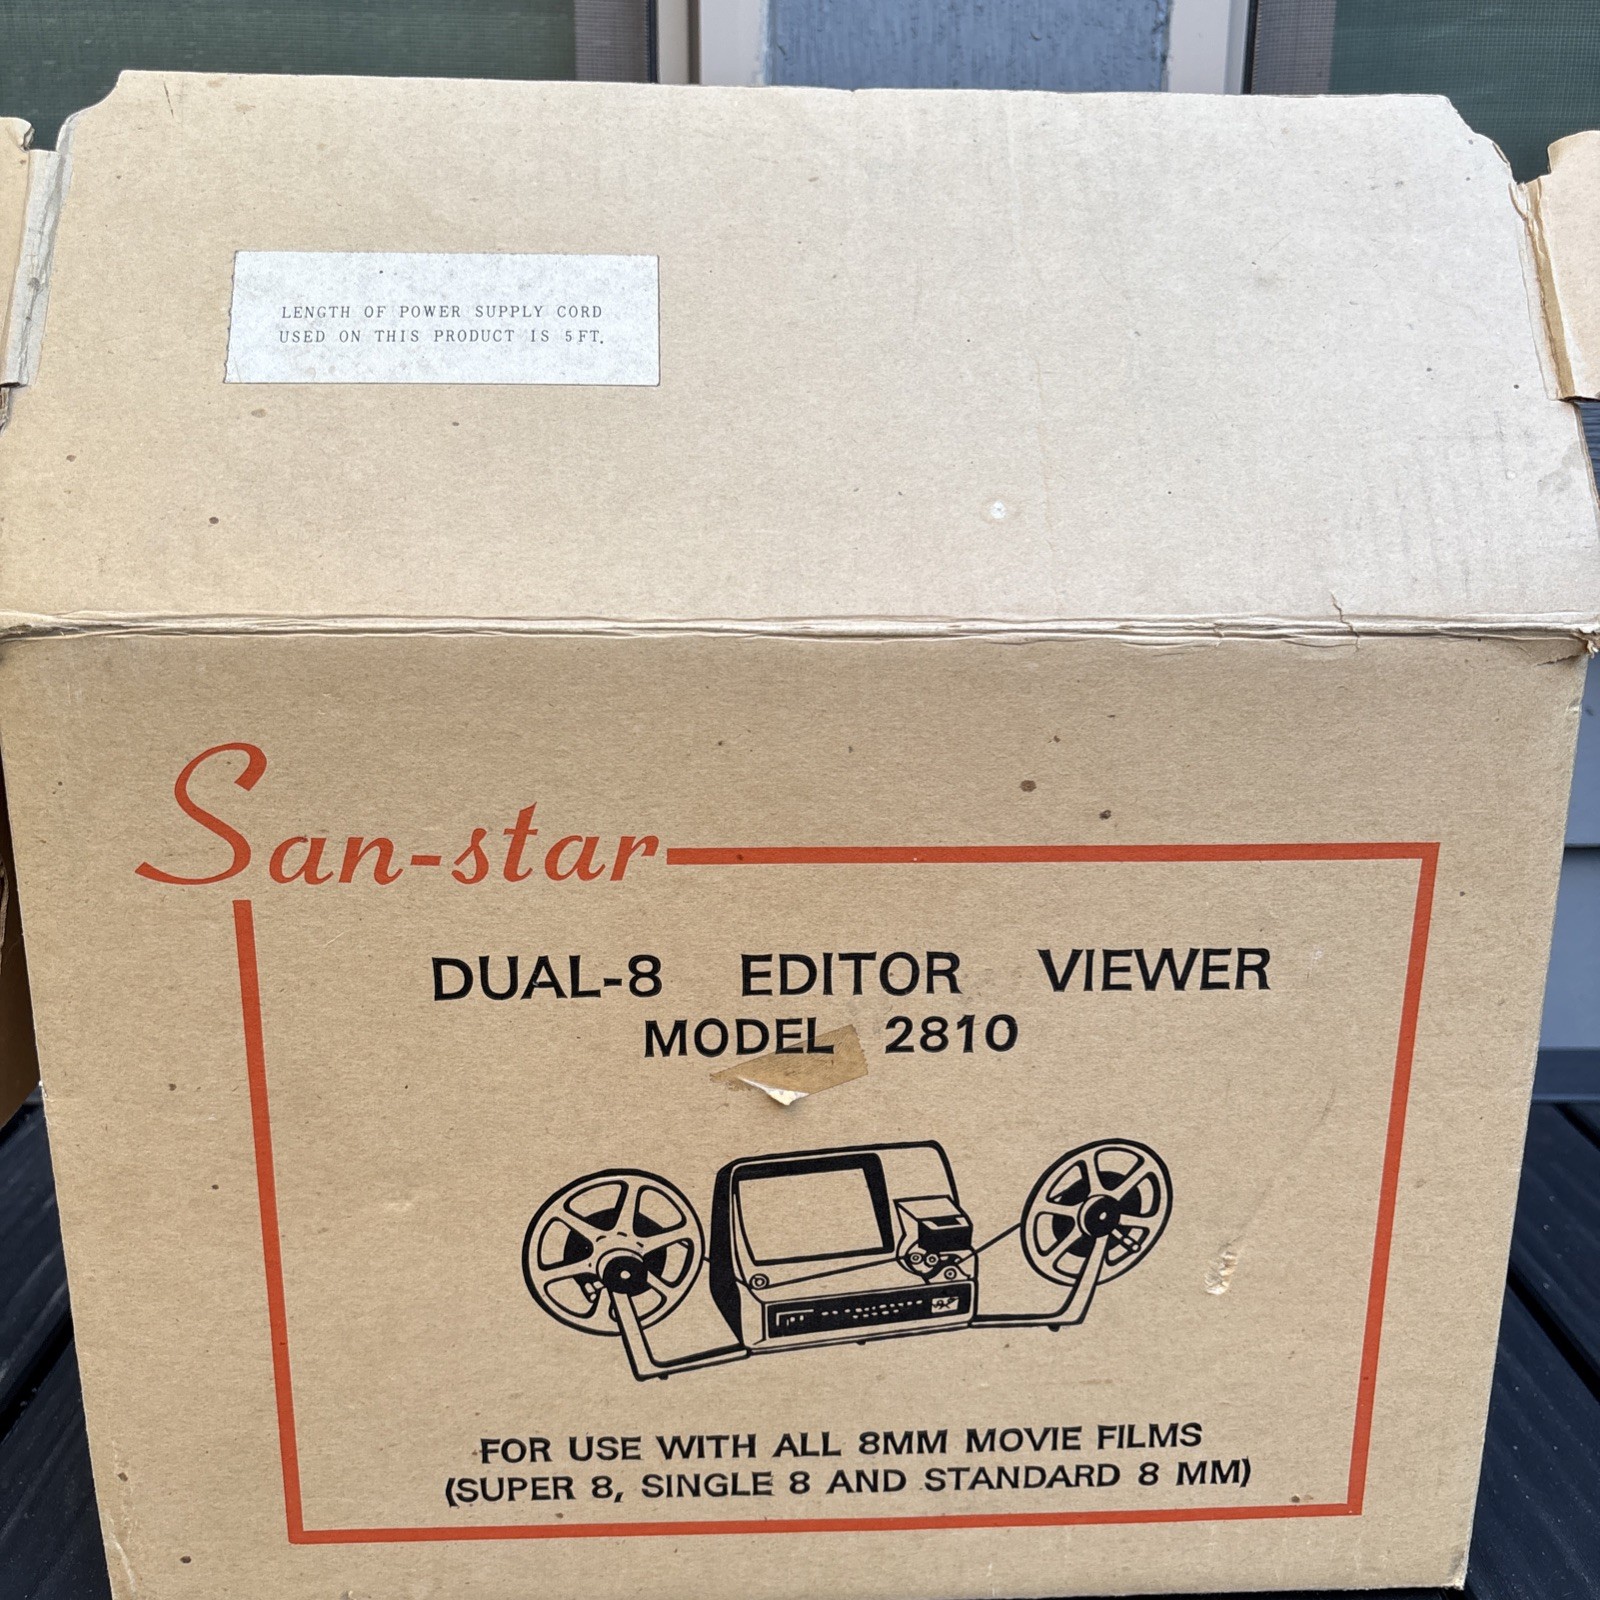 LENGTH OF POWER SUPPLY CORD
USED ON THIS PRODUCT IS 5FT.
San-star
DUAL-8 EDITOR VIEWER
MODEL 2810
FOR USE WITH ALL 8MM MOVIE FILMS
(SUPER 8, SINGLE 8 AND STANDARD 8 MM)